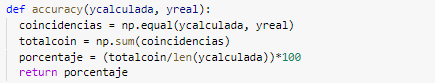 def accuracy(ycalculada, yreal):
  coincidencias = np.equal(ycalculada, yreal)
  totalcoin = np.sum(coincidencias)
  porcentaje = (totalcoin/len(ycalculada))*100
  return porcentaje